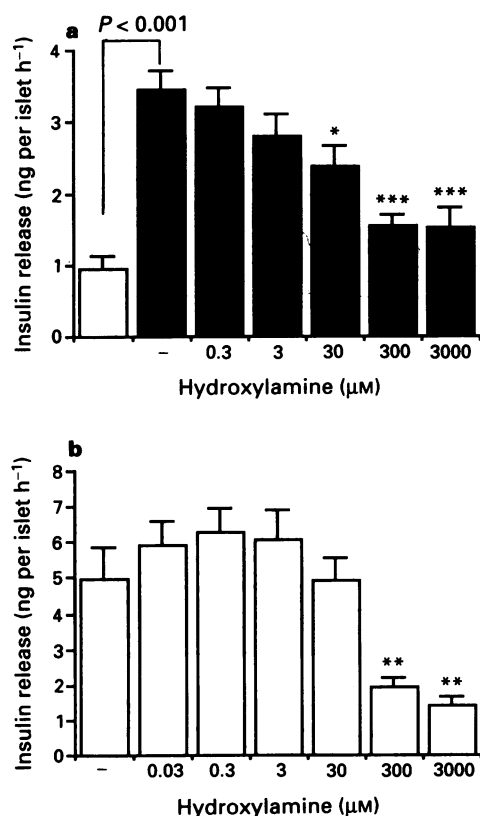 a
P < 0.001
Insulin release (ng per islet h⁻¹)
4
3
2
1
0
*
***
***
– 0.3 3 30 300 3000
Hydroxylamine (μM)
b
Insulin release (ng per islet h⁻¹)
8
7
6
5
4
3
2
1
0
**
**
– 0.03 0.3 3 30 300 3000
Hydroxylamine (μM)